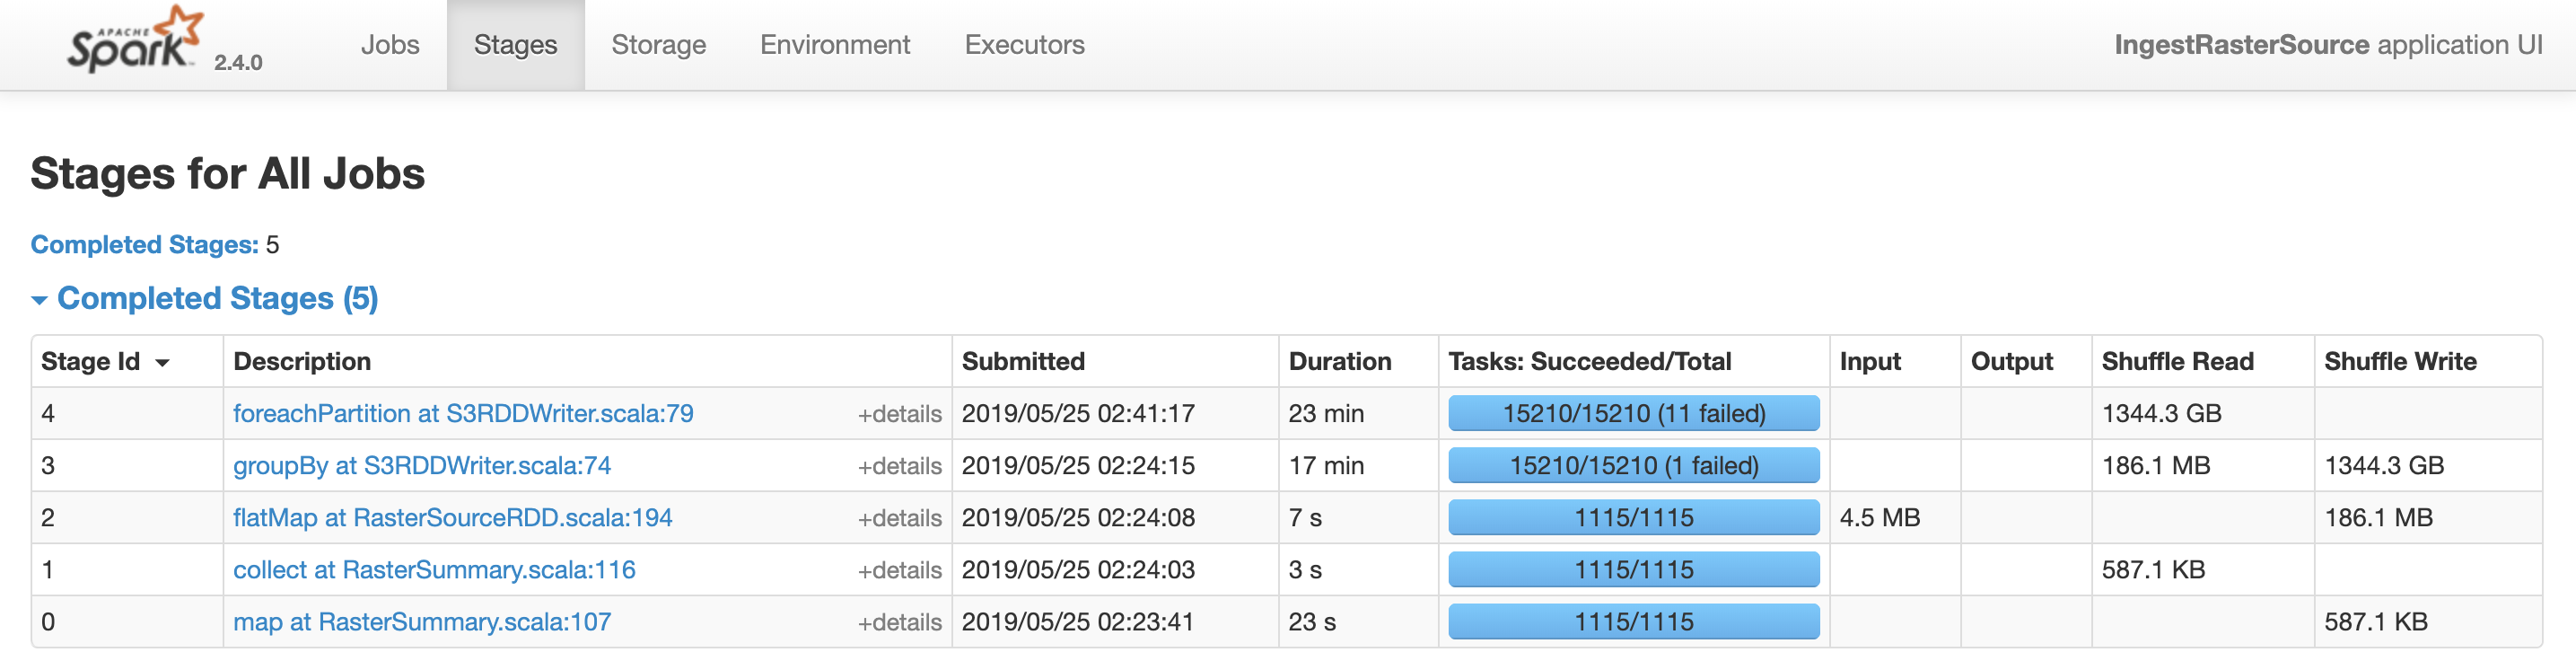 APACHE Spark™ 2.4.0 Jobs Stages Storage Environment Executors IngestRasterSource application UI
Stages for All Jobs
Completed Stages: 5
Completed Stages (5)
Stage Id Description Submitted Duration Tasks: Succeeded/Total Input Output Shuffle Read Shuffle Write
4 foreachPartition at S3RDDWriter.scala:79 +details 2019/05/25 02:41:17 23 min 15210/15210 (11 failed) 1344.3 GB
3 groupBy at S3RDDWriter.scala:74 +details 2019/05/25 02:24:15 17 min 15210/15210 (1 failed) 186.1 MB 1344.3 GB
2 flatMap at RasterSourceRDD.scala:194 +details 2019/05/25 02:24:08 7 s 1115/1115 4.5 MB 186.1 MB
1 collect at RasterSummary.scala:116 +details 2019/05/25 02:24:03 3 s 1115/1115 587.1 KB
0 map at RasterSummary.scala:107 +details 2019/05/25 02:23:41 23 s 1115/1115 587.1 KB